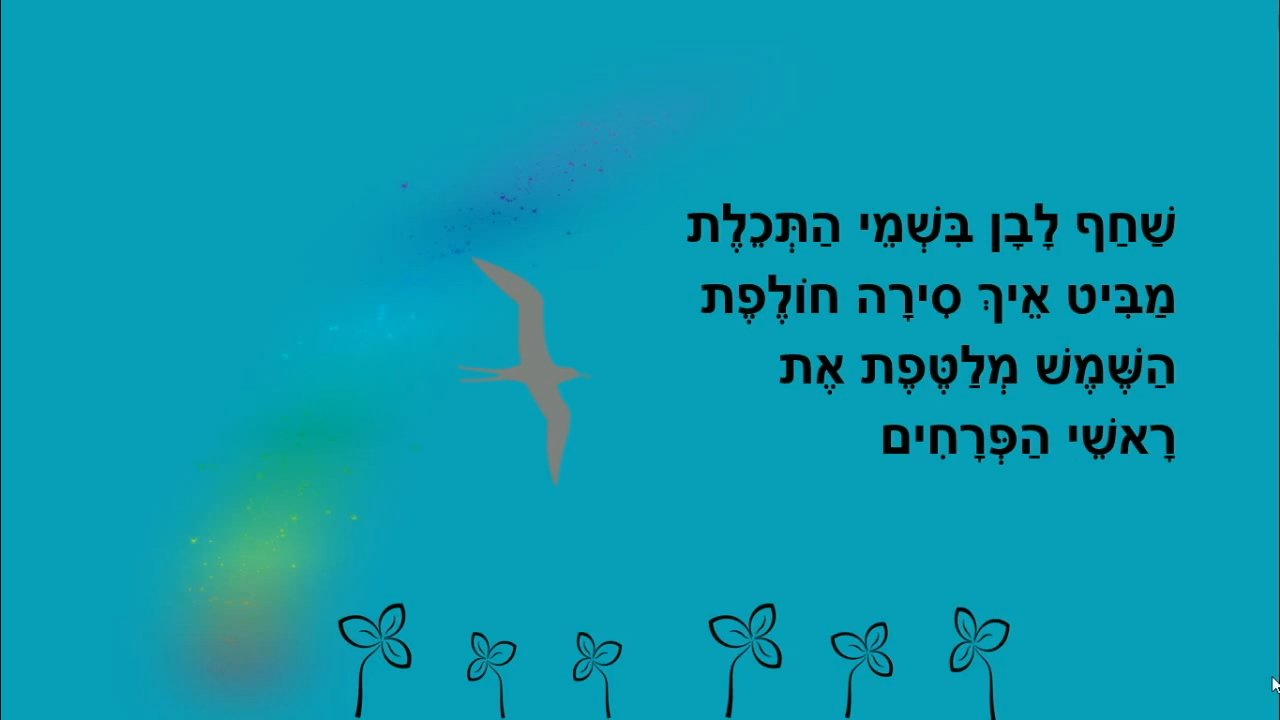 שַׁחַף לָבָן בִּשְׁמֵי הַתְּכֵלֶת
מַבִּיט אֵיךְ סִירָה חוֹלֶפֶת
הַשֶּׁמֶשׁ מְלַטֶּפֶת אֶת
רָאשֵׁי הַפְּרָחִים